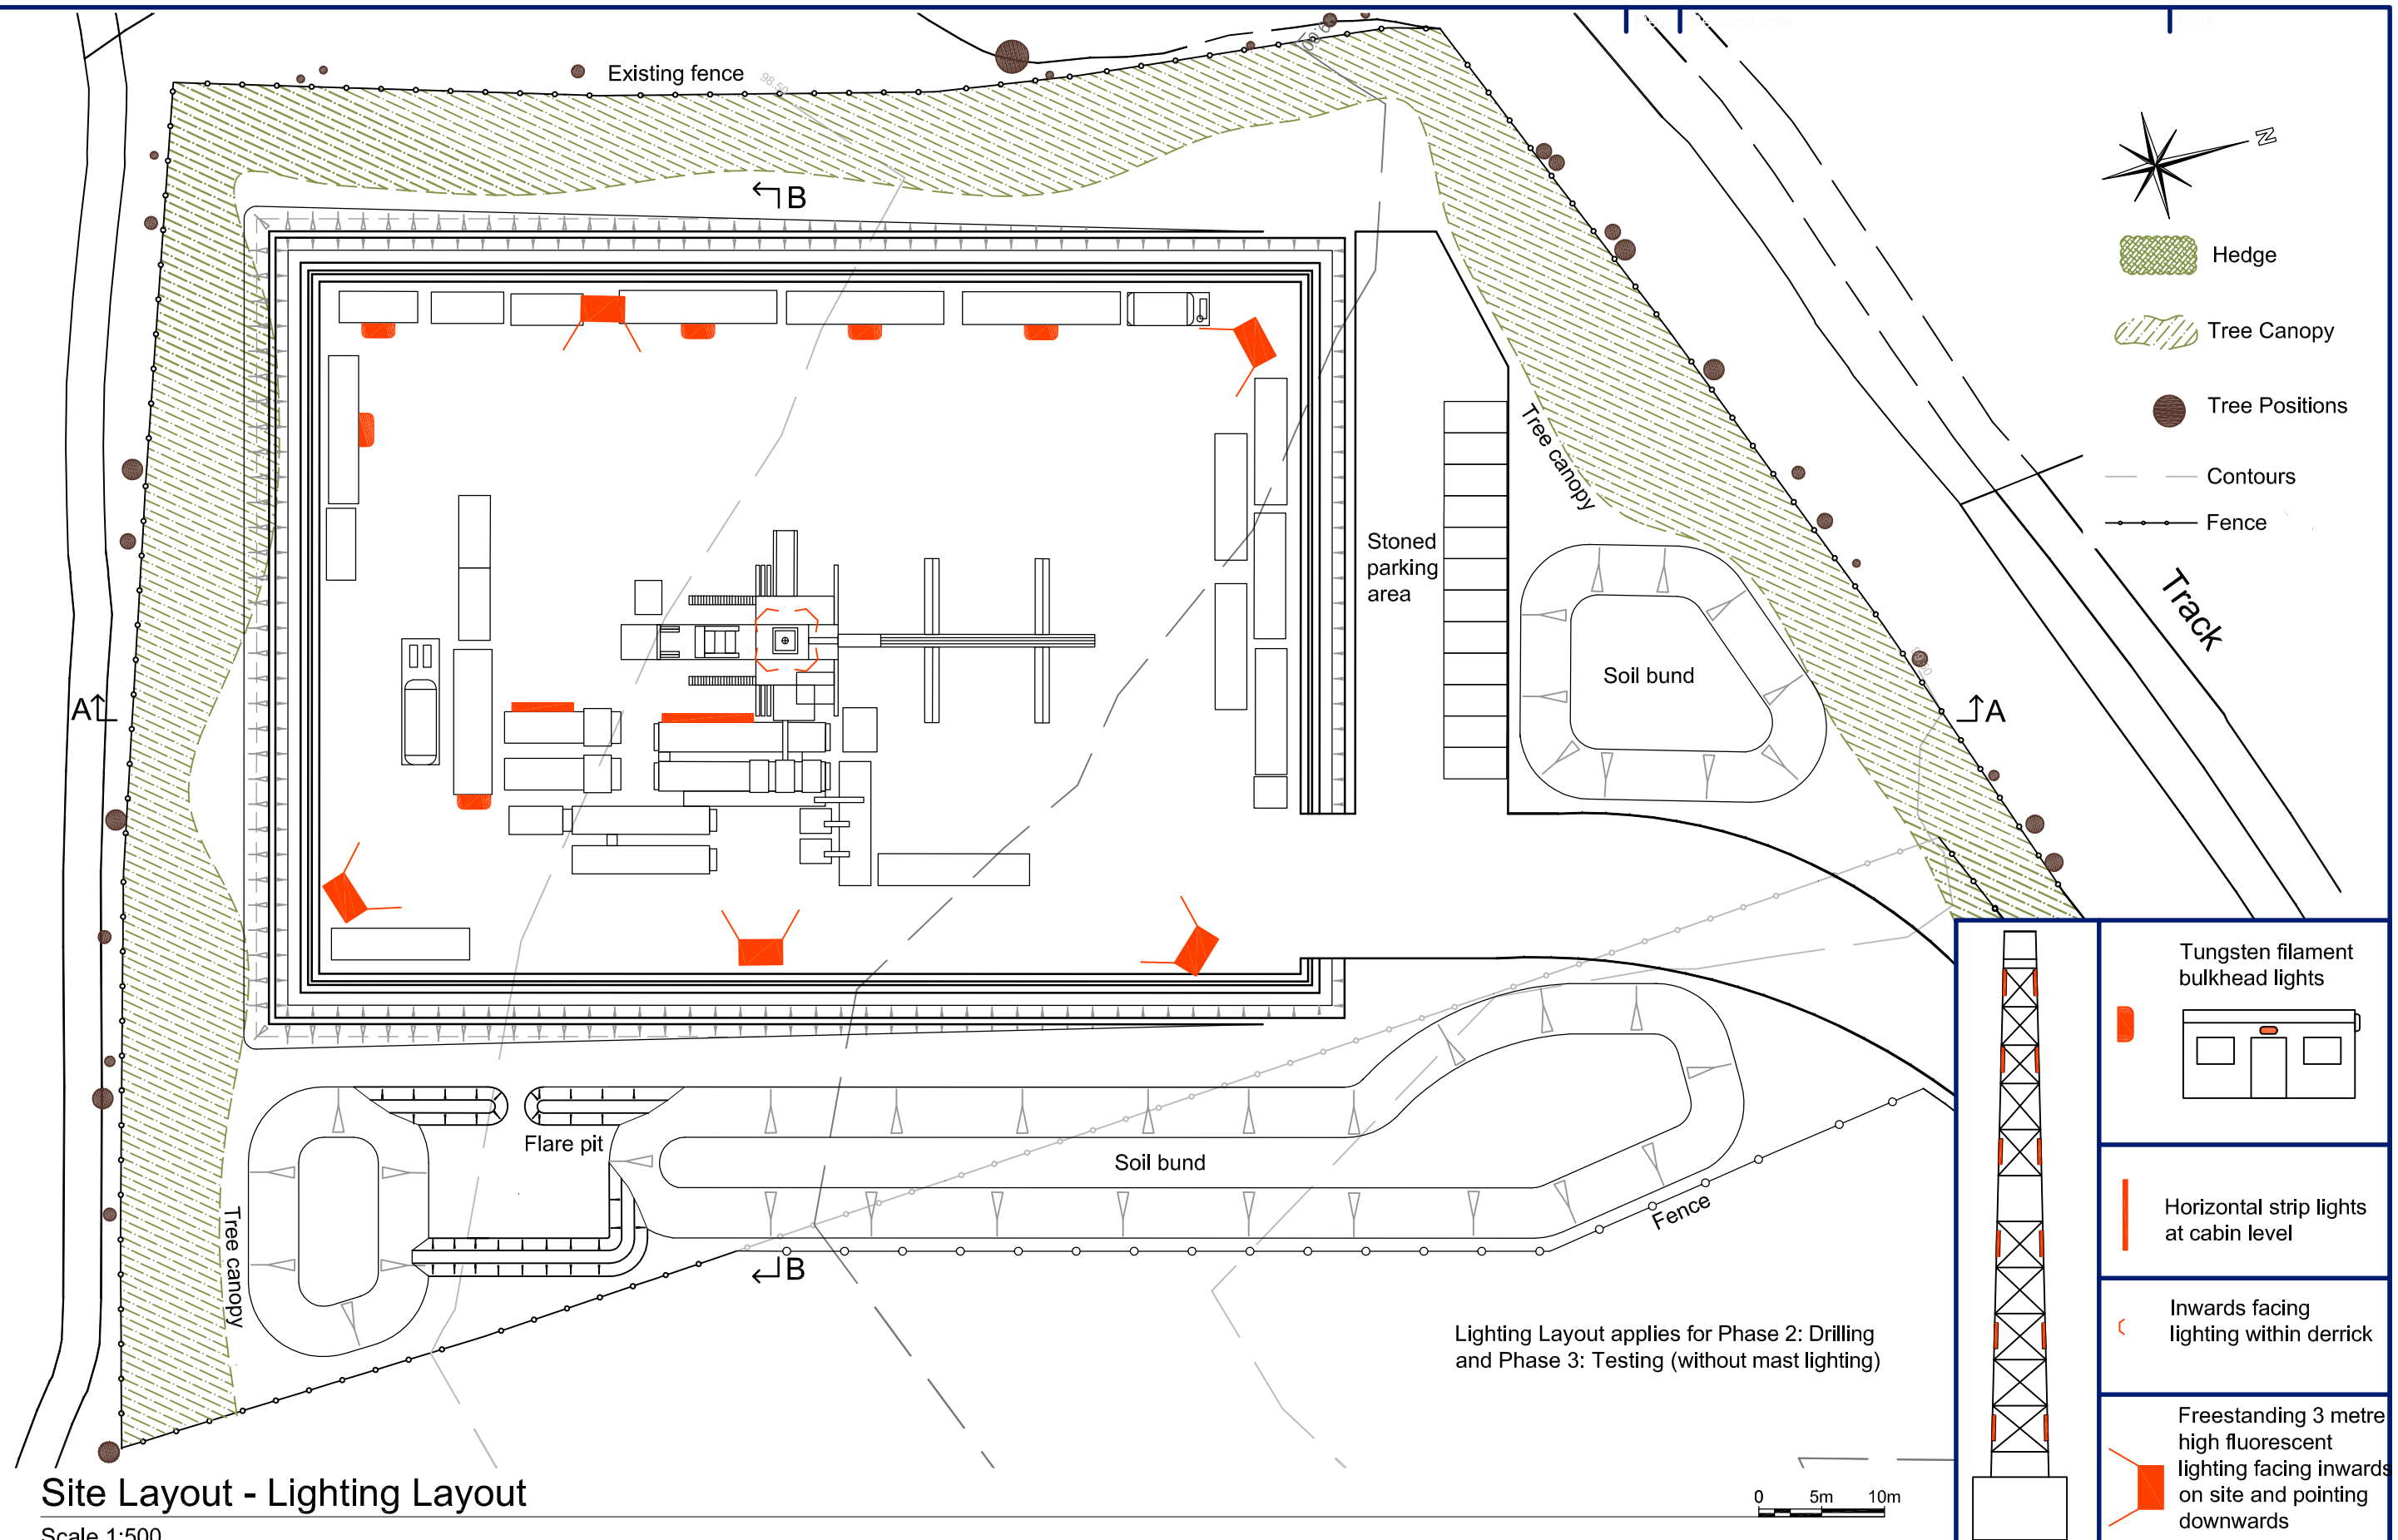 Existing fence
98.50
N
B
Hedge
Tree Canopy
Tree Positions
Contours
Fence
Tree canopy
Stoned
parking
area
Track
Soil bund
A
A
Tungsten filament
bulkhead lights
Flare pit
Soil bund
Horizontal strip lights
at cabin level
Fence
Tree canopy
B
Inwards facing
lighting within derrick
Lighting Layout applies for Phase 2: Drilling
and Phase 3: Testing (without mast lighting)
Freestanding 3 metre
high fluorescent
lighting facing inwards
on site and pointing
downwards
Site Layout - Lighting Layout
0 5m 10m
Scale 1:500